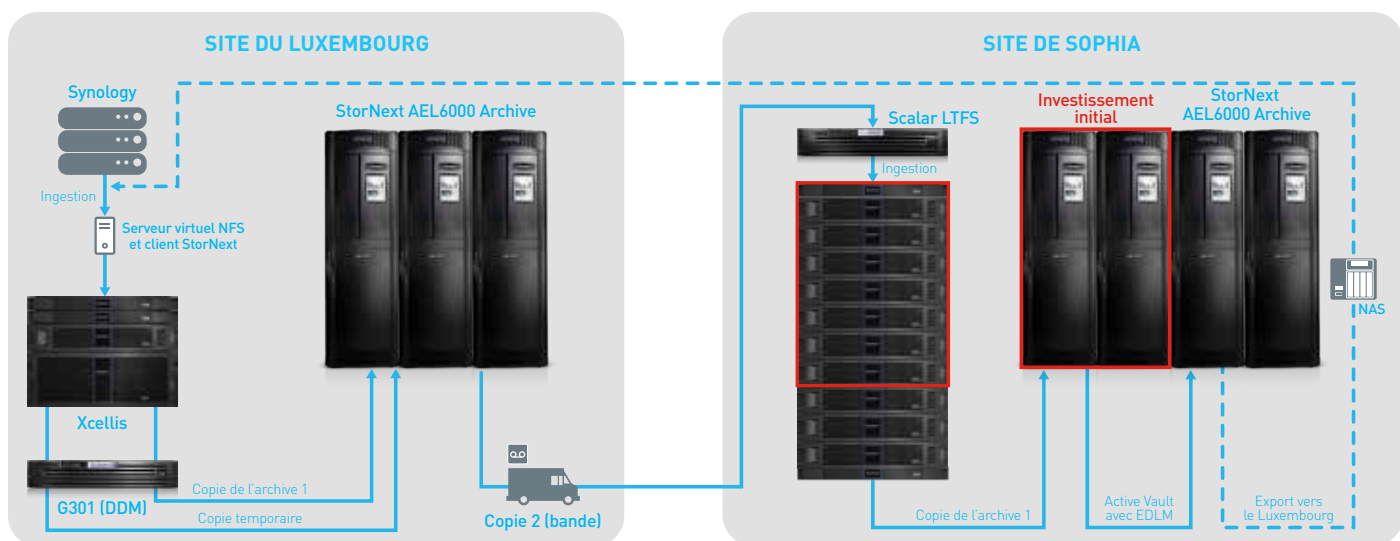 SITE DU LUXEMBOURG
Synology
StorNext AEL6000 Archive
Ingestion
Serveur virtuel NFS
et client StorNext
Xcellis
G301 (DDM)
Copie de l'archive 1
Copie temporaire
Copie 2 (bande)
SITE DE SOPHIA
Scalar LTFS
Ingestion
Investissement
initial
StorNext
AEL6000 Archive
NAS
Copie de l'archive 1
Active Vault
avec EDLM
Export vers
le Luxembourg